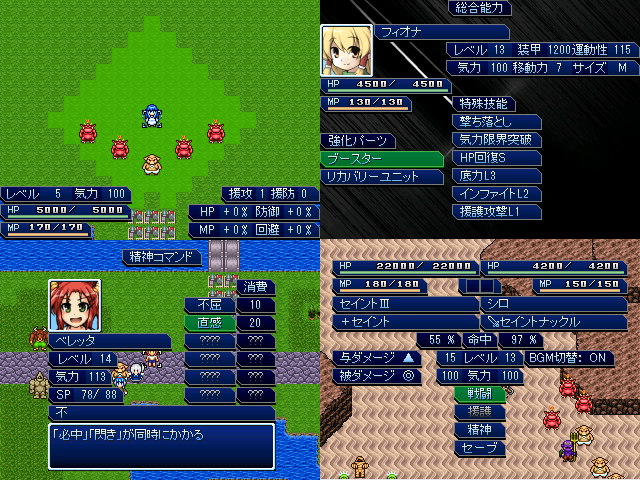 レベル 5 気力 100
援攻 1 援防 0
HP 5000/ 5000
MP 170/170
HP +0% 防御 +0%
MP +0% 回避 +0%
総合能力
フィオナ
レベル 13 装甲 1200 運動性 115
気力 100 移動力 7 サイズ M
HP 4500/ 4500
MP 130/130
特殊技能
撃ち落とし
強化パーツ
気力限界突破
ブースター
HP回復S
リカバリーユニット
底力L3
インファイトL2
援護攻撃L1
精神コマンド
消費
不屈 10
直感 20
???? ???
???? ???
???? ???
???? ???
ベレッタ
レベル 14
気力 113
SP 78/ 88
不
「必中」「閃き」が同時にかかる
HP 22000/ 22000
HP 4200/ 4200
MP 180/180
MP 150/150
セイントⅢ
シロ
+セイント
セイントナックル
55 % 命中 97 %
与ダメージ ▲
15 レベル 13
BGM切替: ON
被ダメージ ◎
100 気力 100
戦闘
援護
精神
セーブ